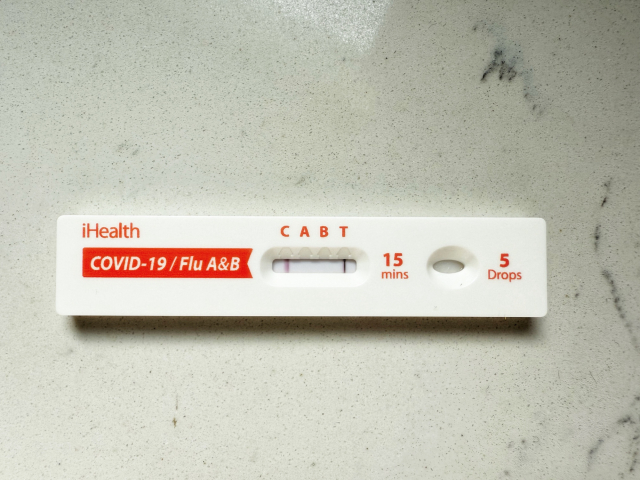 iHealth
C A B T
COVID-19 / Flu A&B
15
mins
5
Drops